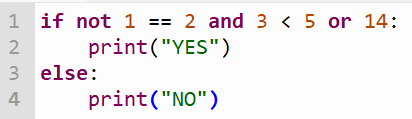 1 if not 1 == 2 and 3 < 5 or 14:
2     print("YES")
3 else:
4     print("NO")